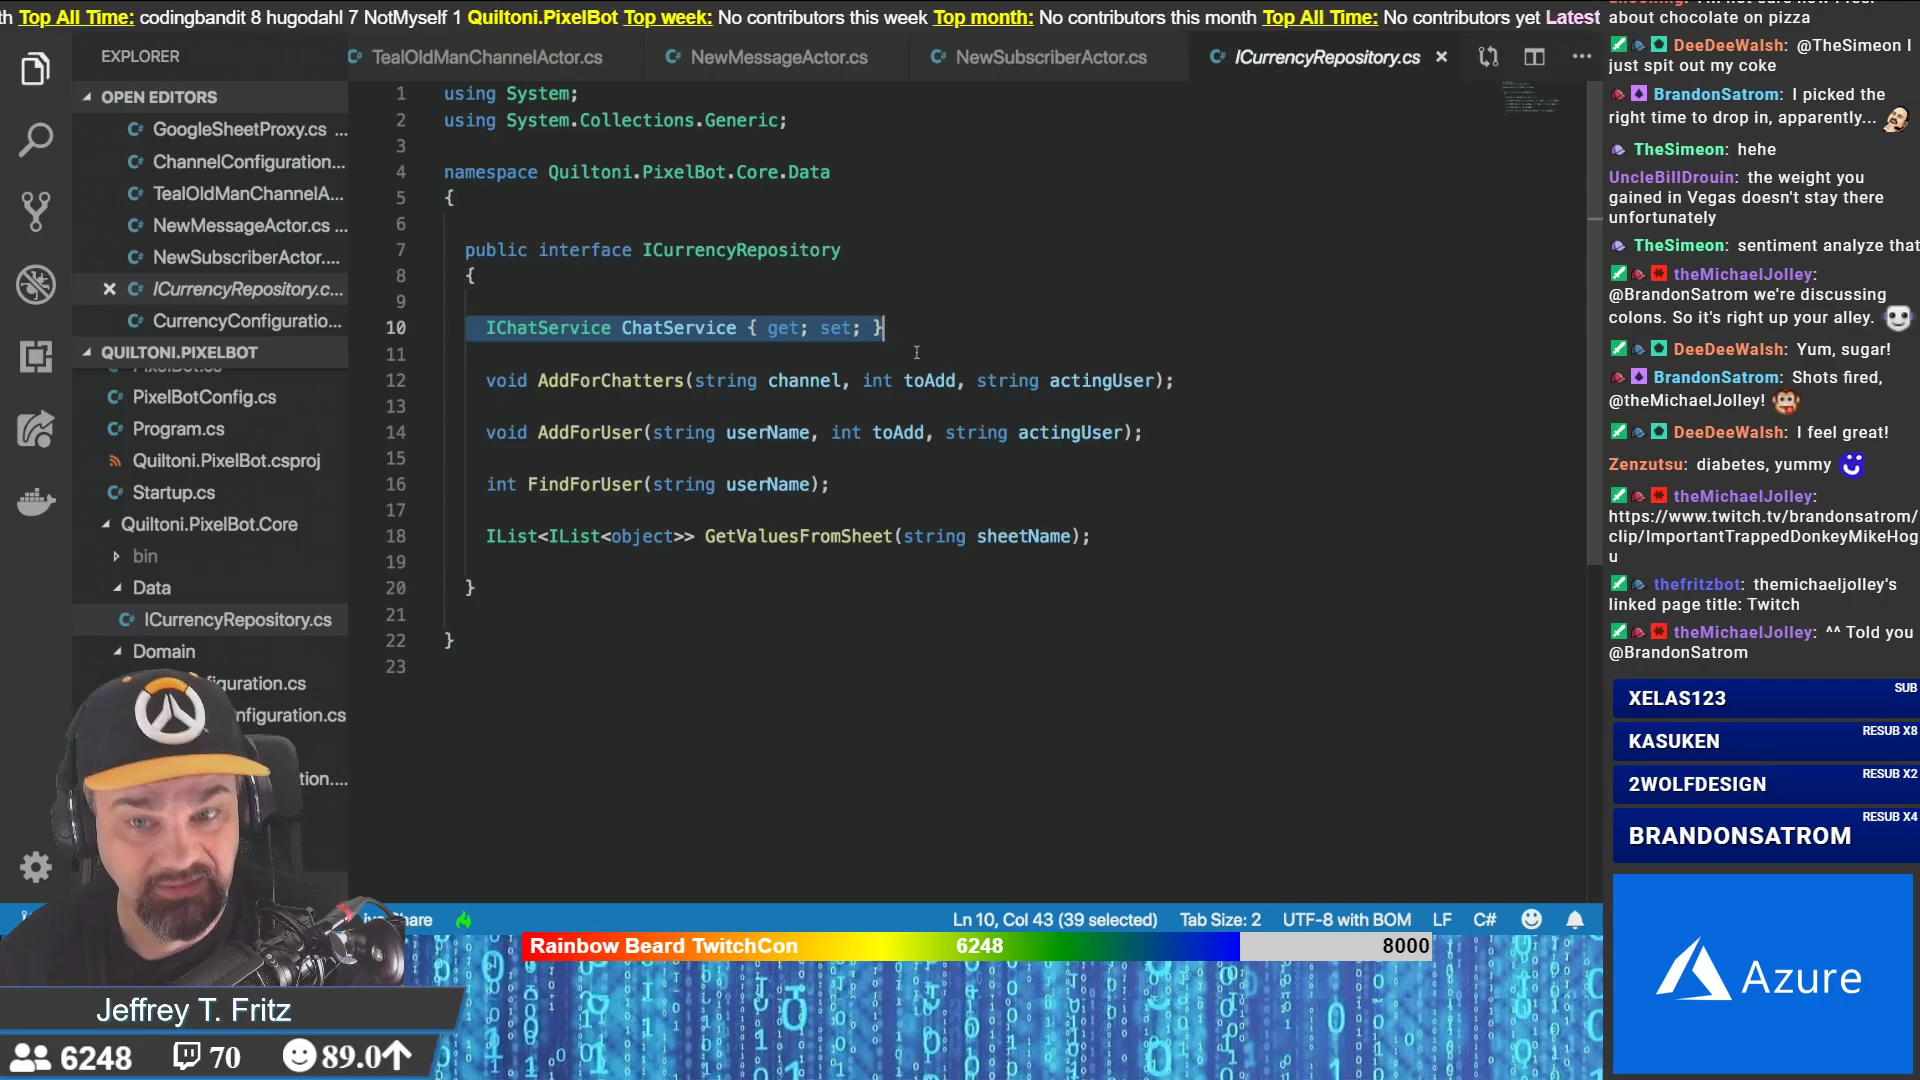 th Top All Time: codingbandit 8 hugodahl 7 NotMyself 1 Quiltoni.PixelBot Top week: No contributors this week Top month: No contributors this month Top All Time: No contributors yet Latest
EXPLORER
OPEN EDITORS
GoogleSheetProxy.cs ...
ChannelConfiguration...
TealOldManChannelA...
NewMessageActor.cs ...
NewSubscriberActor....
ICurrencyRepository.c...
CurrencyConfiguratio...
QUILTONI.PIXELBOT
PixelBot.cs
PixelBotConfig.cs
Program.cs
Quiltoni.PixelBot.csproj
Startup.cs
Quiltoni.PixelBot.Core
bin
Data
ICurrencyRepository.cs
Domain
figuration.cs
nfiguration.cs
tion....
TealOldManChannelActor.cs
NewMessageActor.cs
NewSubscriberActor.cs
ICurrencyRepository.cs
1 using System;
2 using System.Collections.Generic;
3
4 namespace Quiltoni.PixelBot.Core.Data
5 {
6
7 public interface ICurrencyRepository
8 {
9
10 IChatService ChatService { get; set; }
11
12 void AddForChatters(string channel, int toAdd, string actingUser);
13
14 void AddForUser(string userName, int toAdd, string actingUser);
15
16 int FindForUser(string userName);
17
18 IList<IList<object>> GetValuesFromSheet(string sheetName);
19
20 }
21
22 }
23
about chocolate on pizza
DeeDeeWalsh: @TheSimeon I
just spit out my coke
BrandonSatrom: I picked the
right time to drop in, apparently...
TheSimeon: hehe
UncleBillDrouin: the weight you
gained in Vegas doesn't stay there
unfortunately
TheSimeon: sentiment analyze that
theMichaelJolley:
@BrandonSatrom we're discussing
colons. So it's right up your alley.
DeeDeeWalsh: Yum, sugar!
BrandonSatrom: Shots fired,
@theMichaelJolley!
DeeDeeWalsh: I feel great!
Zenzutsu: diabetes, yummy
theMichaelJolley:
https://www.twitch.tv/brandonsatrom/
clip/ImportantTrappedDonkeyMikeHog
u
thefritzbot: themichaeljolley's
linked page title: Twitch
theMichaelJolley: ^^ Told you
@BrandonSatrom
XELAS123 SUB
KASUKEN RESUB X8
2WOLFDESIGN RESUB X2
BRANDONSATROM RESUB X4
Azure
Share
Ln 10, Col 43 (39 selected) Tab Size: 2 UTF-8 with BOM LF C#
Rainbow Beard TwitchCon 6248 8000
Jeffrey T. Fritz
6248 70 89.0